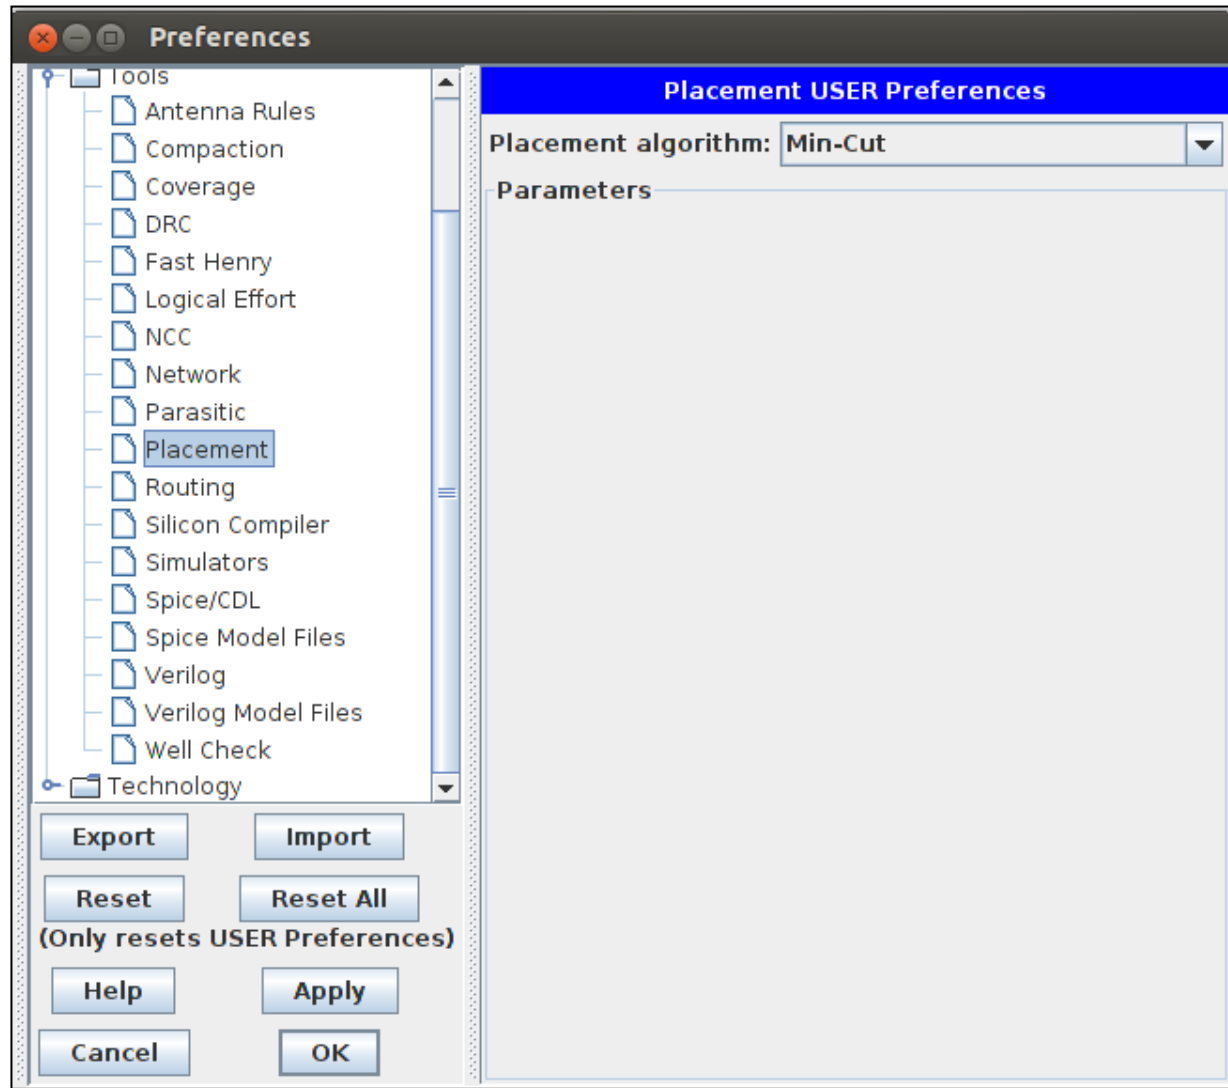 Preferences
Tools
Antenna Rules
Compaction
Coverage
DRC
Fast Henry
Logical Effort
NCC
Network
Parasitic
Placement
Routing
Silicon Compiler
Simulators
Spice/CDL
Spice Model Files
Verilog
Verilog Model Files
Well Check
Technology
Export Import
Reset Reset All
(Only resets USER Preferences)
Help Apply
Cancel OK
Placement USER Preferences
Placement algorithm: Min-Cut
Parameters